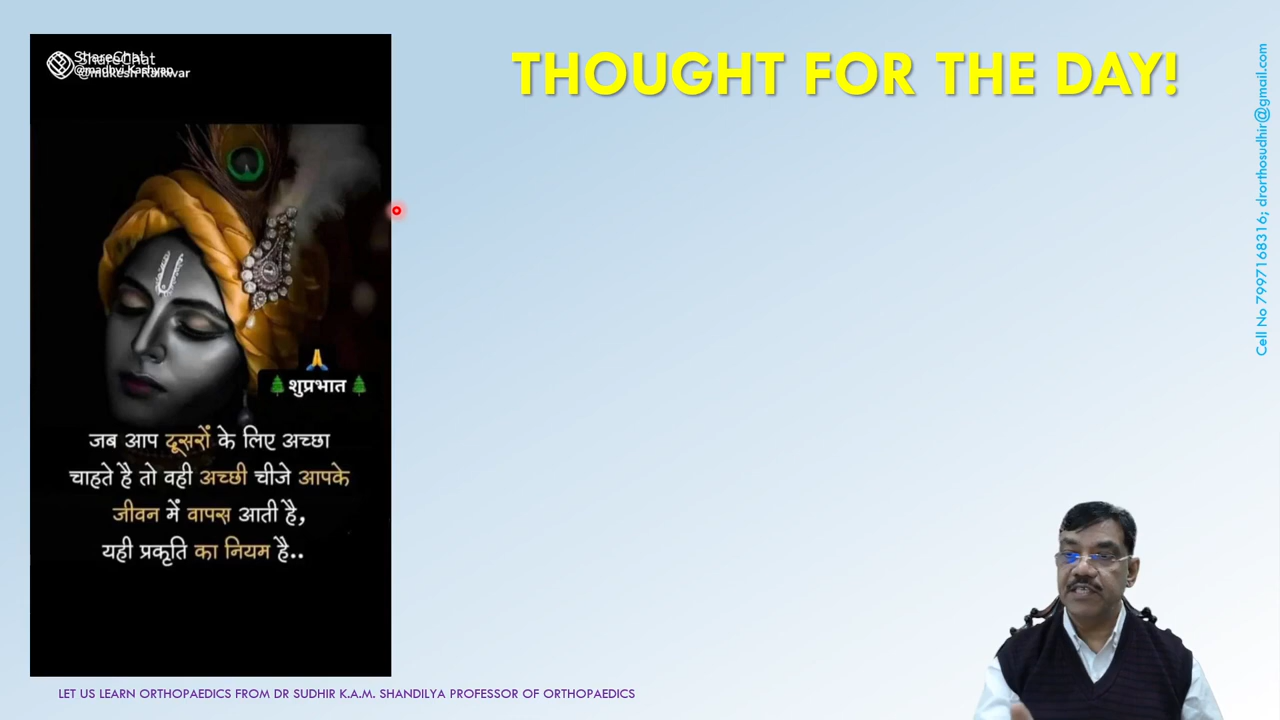 ShareChat
THOUGHT FOR THE DAY!
Cell No 7997168316; drorthosudhir@gmail.com
शुप्रभात
जब आप दूसरों के लिए अच्छा
चाहते है तो वही अच्छी चीजे आपके
जीवन में वापस आती है,
यही प्रकृति का नियम है..
LET US LEARN ORTHOPAEDICS FROM DR SUDHIR K.A.M. SHANDILYA PROFESSOR OF ORTHOPAEDICS